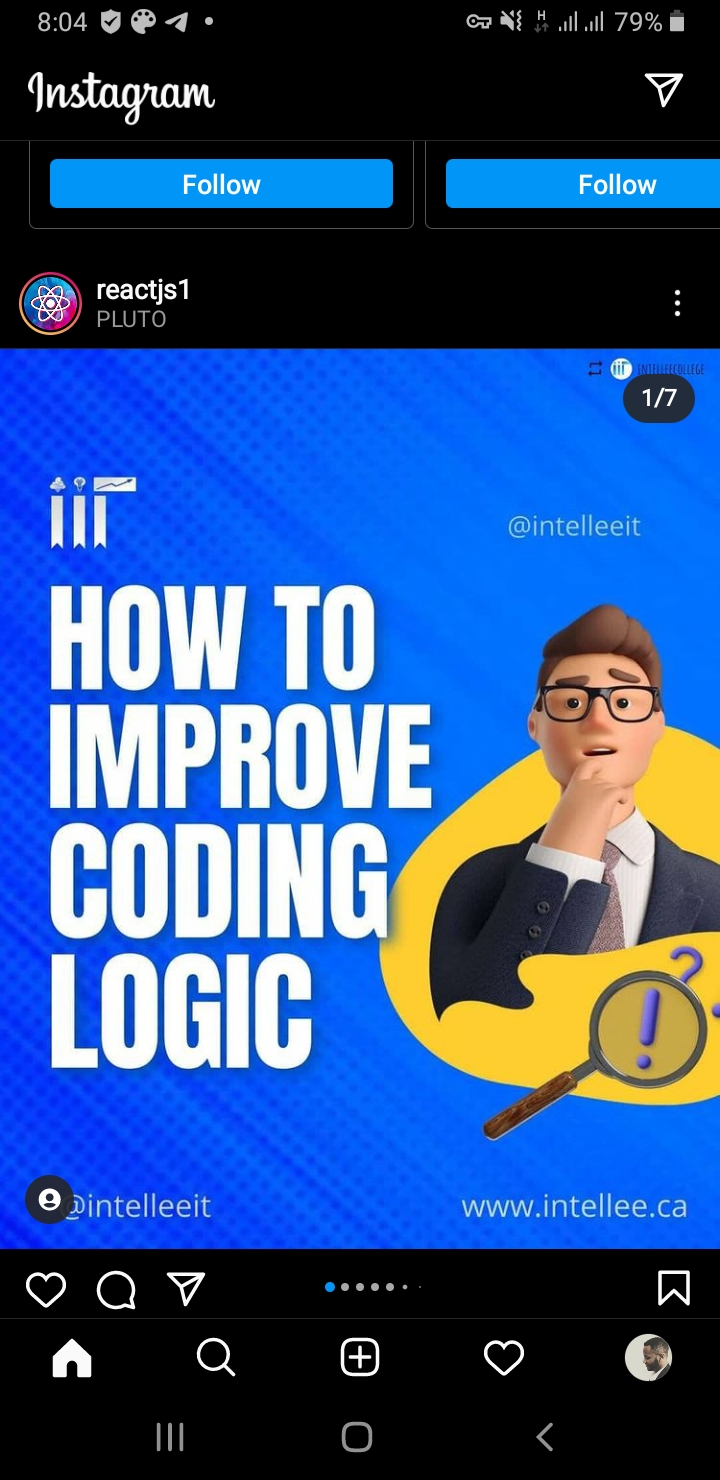 8:04
H
79%
Instagram
Follow
Follow
reactjs1
PLUTO
INTELLEECOLLEGE
1/7
@intelleeit
HOW TO
IMPROVE
CODING
LOGIC
@intelleeit
www.intellee.ca